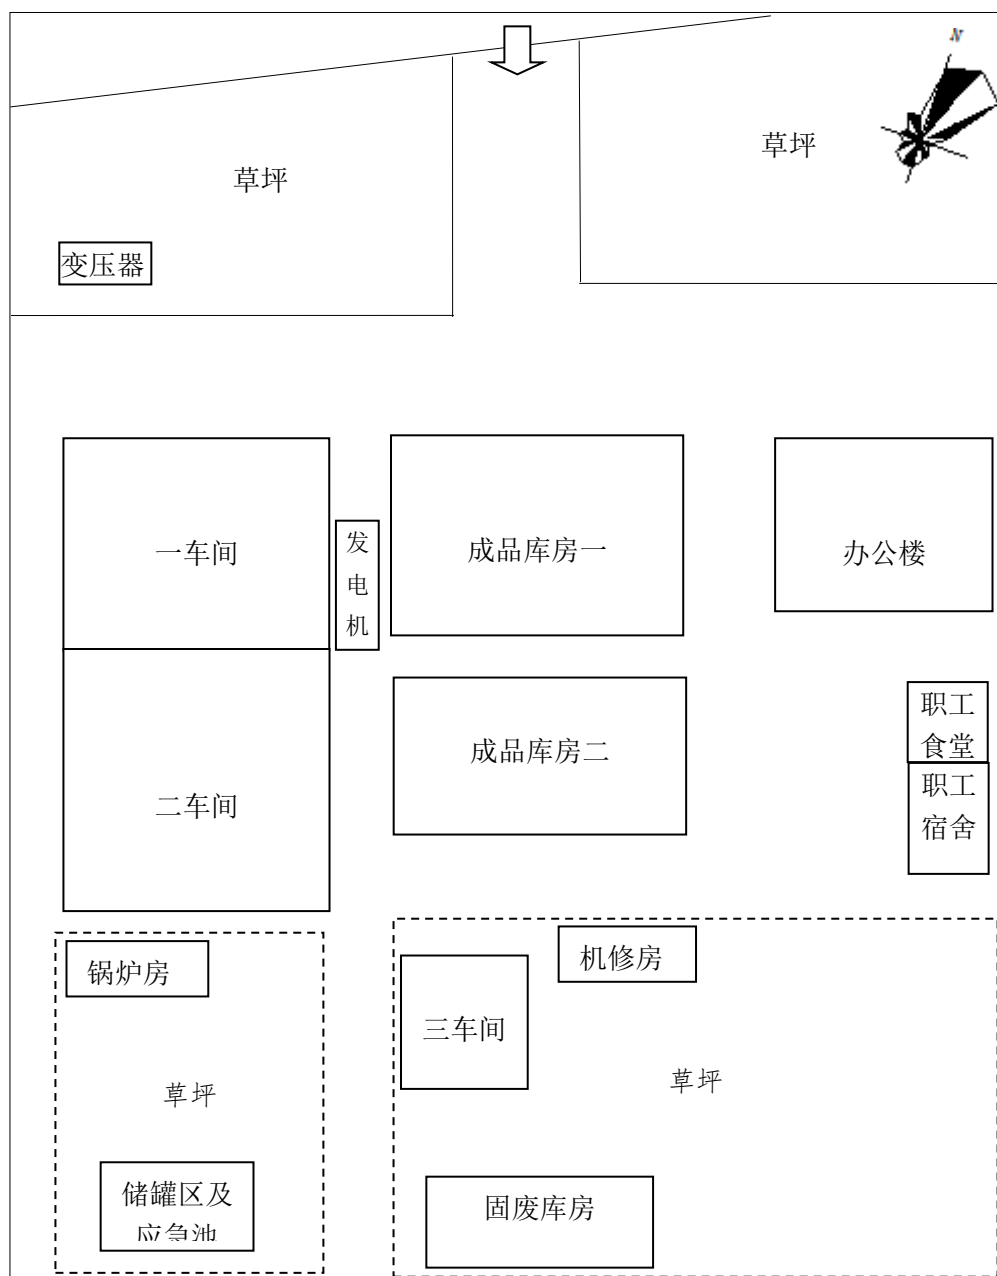 N
草坪
草坪
变压器
一车间
发
电
机
成品库房一
办公楼
二车间
成品库房二
职工
食堂
职工
宿舍
锅炉房
机修房
三车间
草坪
草坪
储罐区及
应急池
固废库房